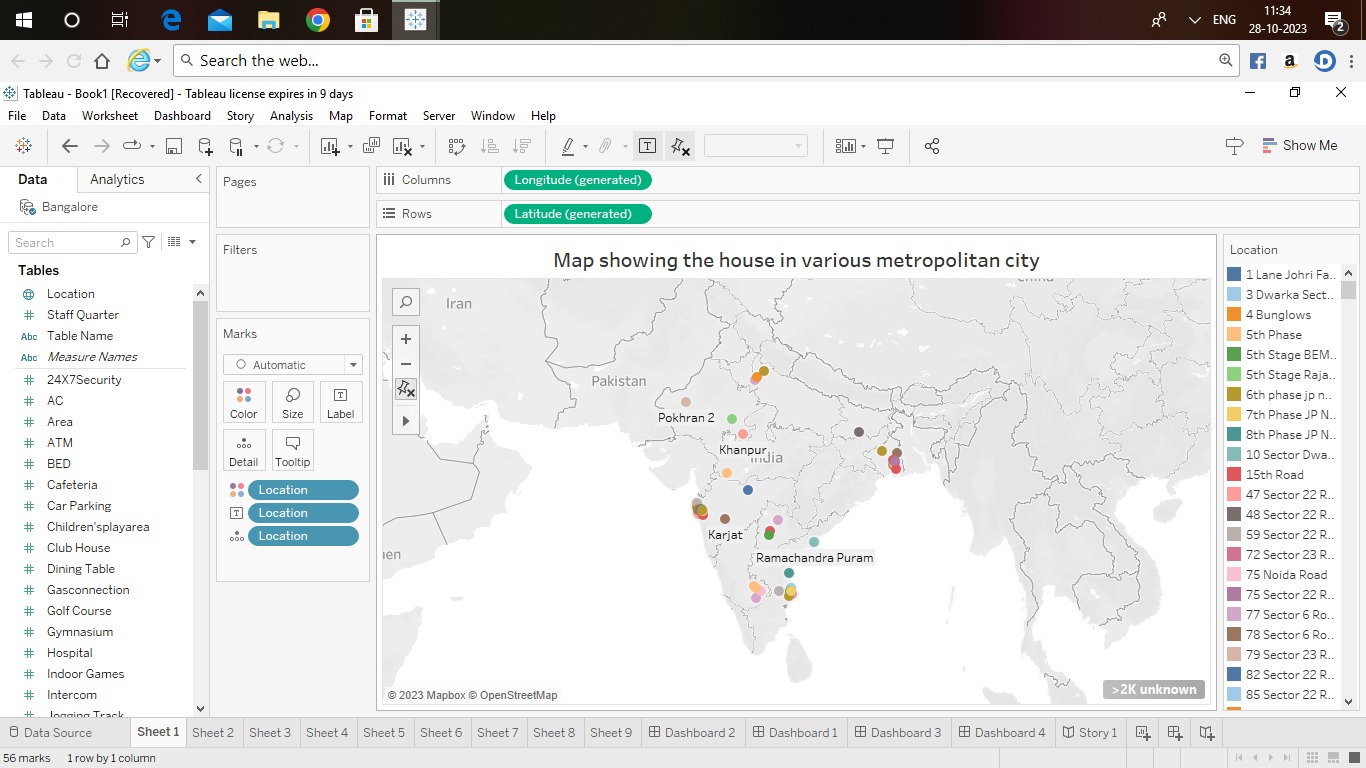 ENG
11:34
28-10-2023
2
Search the web...
Tableau - Book1 [Recovered] - Tableau license expires in 9 days
File Data Worksheet Dashboard Story Analysis Map Format Server Window Help
Show Me
Data Analytics
Bangalore
Search
Tables
Location
Staff Quarter
Abc Table Name
Abc Measure Names
24X7Security
AC
Area
ATM
BED
Cafeteria
Car Parking
Children'splayarea
Club House
Dining Table
Gasconnection
Golf Course
Gymnasium
Hospital
Indoor Games
Intercom
Jogging Track
Pages
Filters
Marks
Automatic
Color Size Label
Detail Tooltip
Location
Location
Location
Columns Longitude (generated)
Rows Latitude (generated)
Map showing the house in various metropolitan city
Iran
China
Pakistan
Pokhran 2
Khanpur
India
Karjat
Ramachandra Puram
en
© 2023 Mapbox © OpenStreetMap
>2K unknown
Location
1 Lane Johri Fa..
3 Dwarka Sect..
4 Bunglows
5th Phase
5th Stage BEM..
5th Stage Raja..
6th phase jp n..
7th Phase JP N..
8th Phase JP N..
10 Sector Dwa..
15th Road
47 Sector 22 R..
48 Sector 22 R..
59 Sector 22 R..
72 Sector 23 R..
75 Noida Road
75 Sector 22 R..
77 Sector 6 Ro..
78 Sector 6 Ro..
79 Sector 23 R..
82 Sector 22 R..
85 Sector 22 R..
Data Source Sheet 1 Sheet 2 Sheet 3 Sheet 4 Sheet 5 Sheet 6 Sheet 7 Sheet 8 Sheet 9 Dashboard 2 Dashboard 1 Dashboard 3 Dashboard 4 Story 1
56 marks 1 row by 1 column